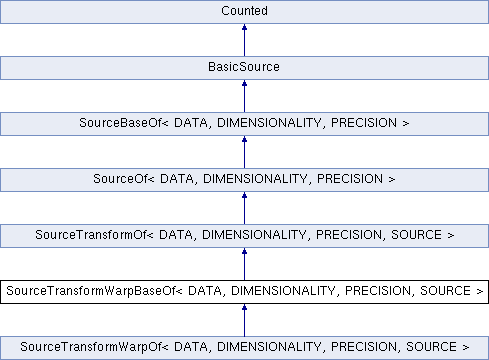 Counted
BasicSource
SourceBaseOf< DATA, DIMENSIONALITY, PRECISION >
SourceOf< DATA, DIMENSIONALITY, PRECISION >
SourceTransformOf< DATA, DIMENSIONALITY, PRECISION, SOURCE >
SourceTransformWarpBaseOf< DATA, DIMENSIONALITY, PRECISION, SOURCE >
SourceTransformWarpOf< DATA, DIMENSIONALITY, PRECISION, SOURCE >